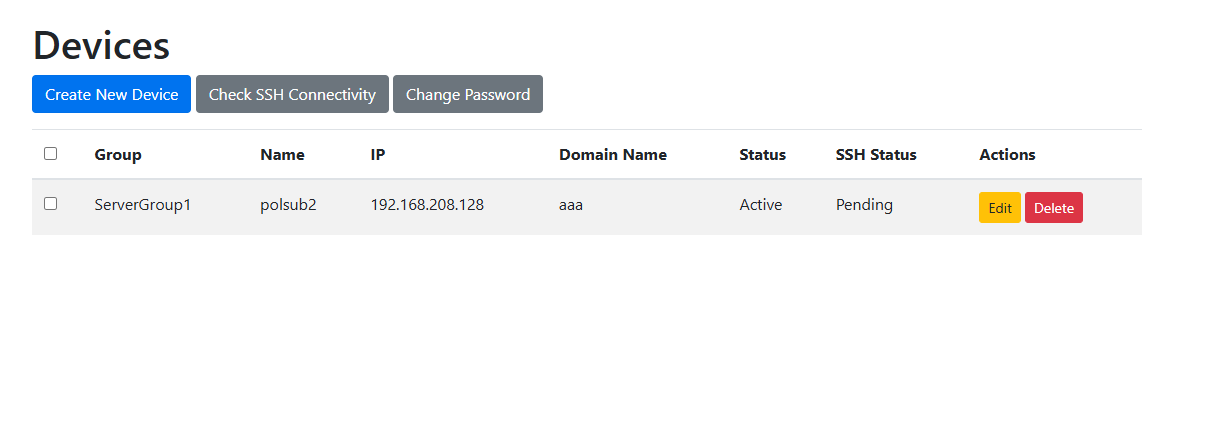 Devices
Create New Device Check SSH Connectivity Change Password
Group Name IP Domain Name Status SSH Status Actions
ServerGroup1 polsub2 192.168.208.128 aaa Active Pending Edit Delete